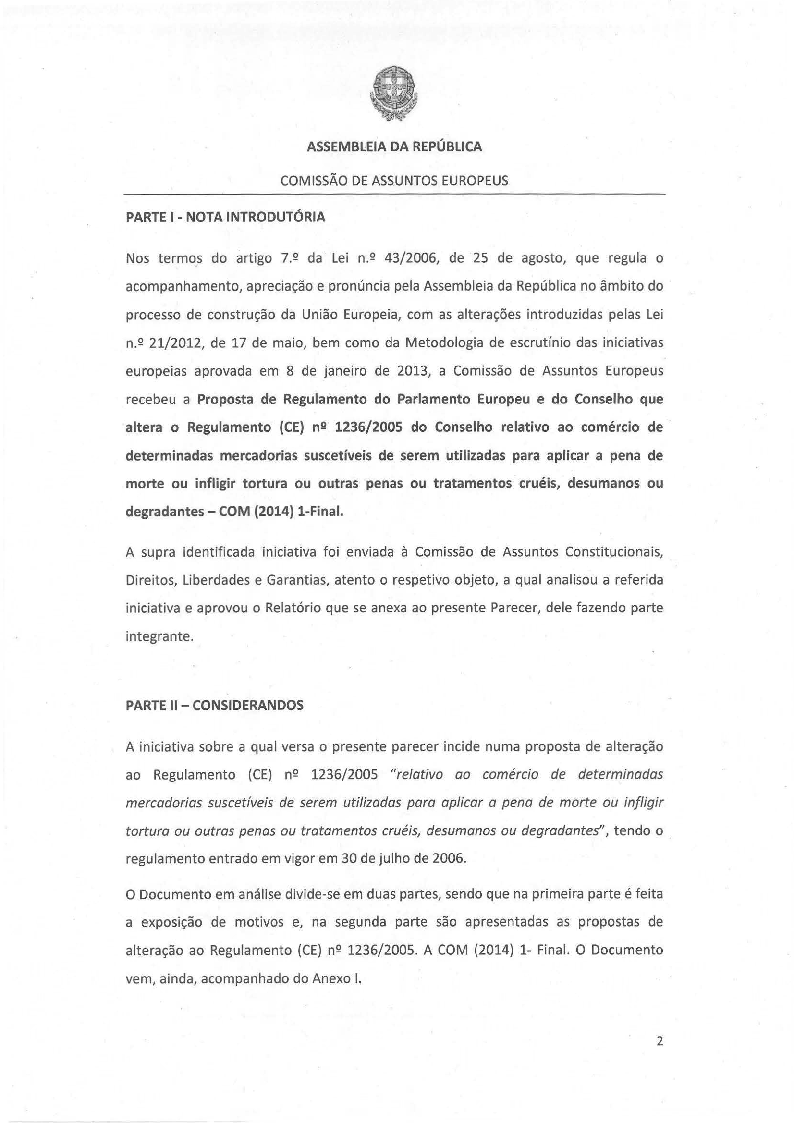 ASSEMBLEIA DA REPÚBLICA
COMISSÃO DE ASSUNTOS EUROPEUS
PARTE I - NOTA INTRODUTÓRIA
Nos termos do artigo 7.º da Lei n.º 43/2006, de 25 de agosto, que regula o
acompanhamento, apreciação e pronúncia pela Assembleia da República no âmbito do
processo de construção da União Europeia, com as alterações introduzidas pelas Lei
n.º 21/2012, de 17 de maio, bem como da Metodologia de escrutínio das iniciativas
europeias aprovada em 8 de janeiro de 2013, a Comissão de Assuntos Europeus
recebeu a Proposta de Regulamento do Parlamento Europeu e do Conselho que
altera o Regulamento (CE) nº 1236/2005 do Conselho relativo ao comércio de
determinadas mercadorias suscetíveis de serem utilizadas para aplicar a pena de
morte ou infligir tortura ou outras penas ou tratamentos cruéis, desumanos ou
degradantes – COM (2014) 1-Final.
A supra identificada iniciativa foi enviada à Comissão de Assuntos Constitucionais,
Direitos, Liberdades e Garantias, atento o respetivo objeto, a qual analisou a referida
iniciativa e aprovou o Relatório que se anexa ao presente Parecer, dele fazendo parte
integrante.
PARTE II – CONSIDERANDOS
A iniciativa sobre a qual versa o presente parecer incide numa proposta de alteração
ao Regulamento (CE) nº 1236/2005 "relativo ao comércio de determinadas
mercadorias suscetíveis de serem utilizadas para aplicar a pena de morte ou infligir
tortura ou outras penas ou tratamentos cruéis, desumanos ou degradantes", tendo o
regulamento entrado em vigor em 30 de julho de 2006.
O Documento em análise divide-se em duas partes, sendo que na primeira parte é feita
a exposição de motivos e, na segunda parte são apresentadas as propostas de
alteração ao Regulamento (CE) nº 1236/2005. A COM (2014) 1- Final. O Documento
vem, ainda, acompanhado do Anexo I.
2